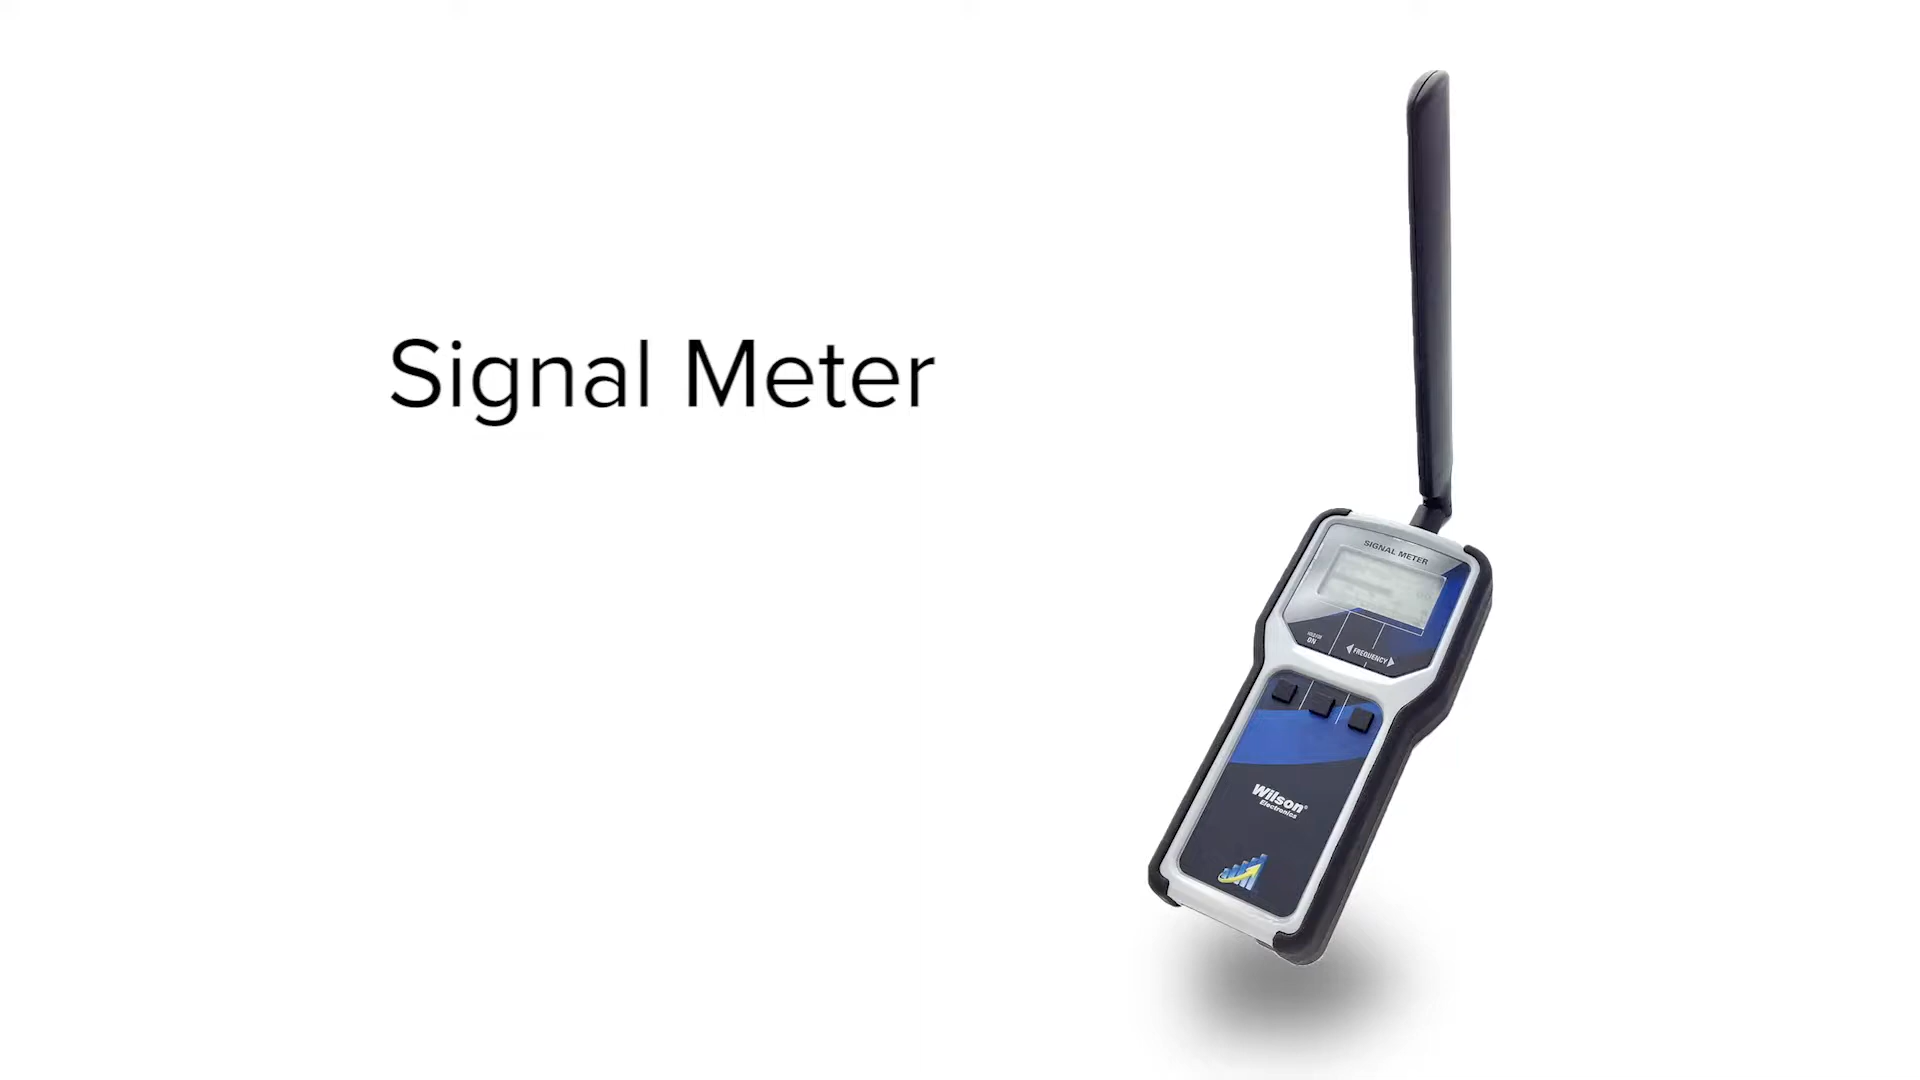 Signal Meter
SIGNAL METER
ON
FREQUENCY
Wilson®
Electronics